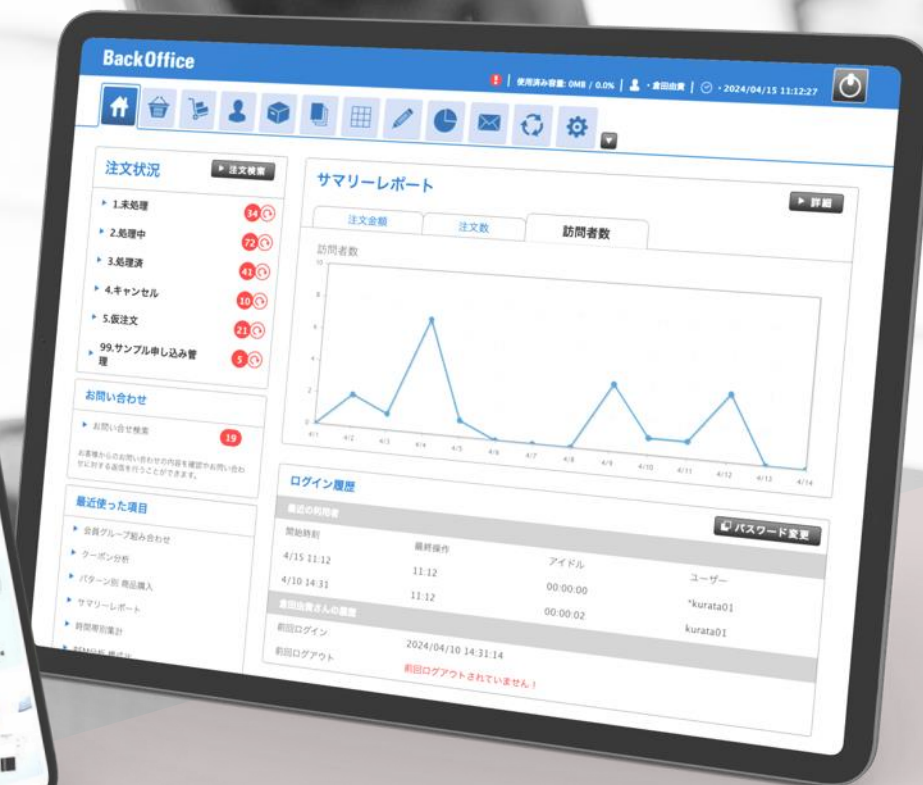 BackOffice
使用済み容量: 0MB / 0.0% | ・倉田由貴 | ・2024/04/15 11:12:27
注文状況
注文検索
1.未処理 34
2.処理中 72
3.処理済 41
4.キャンセル 10
5.仮注文 21
99.サンプル申し込み管
理 5
お問い合わせ
お問い合せ検索 19
お客様からのお問い合わせの内容を確認やお問い合わ
せに対する返信を行うことができます。
最近使った項目
会員グループ組み合わせ
クーポン分析
パターン別 商品購入
サマリーレポート
時間帯別集計
サマリーレポート
詳細
注文金額 注文数 訪問者数
訪問者数
10
8
6
4
2
0
4/1 4/2 4/3 4/4 4/5 4/6 4/7 4/8 4/9 4/10 4/11 4/12 4/13 4/14
ログイン履歴
パスワード変更
最近の利用者
開始時刻 最終操作 アイドル ユーザー
4/15 11:12 11:12 00:00:00 *kurata01
4/10 14:31 11:12 00:00:02 kurata01
倉田由貴さんの履歴
前回ログイン 2024/04/10 14:31:14
前回ログアウト 前回ログアウトされていません！